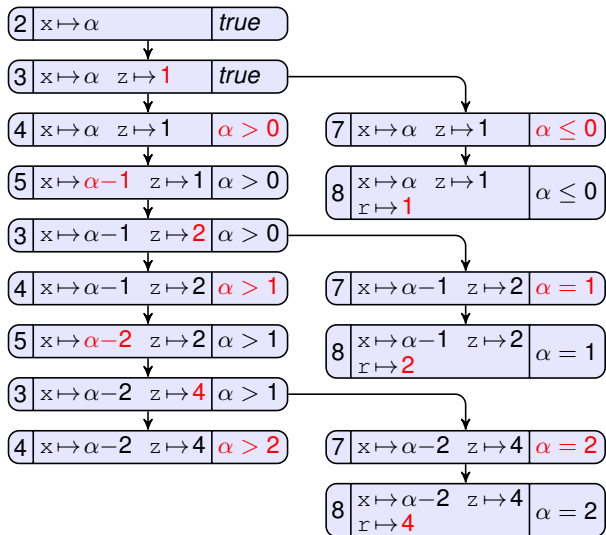 2 x ↦ α true
3 x ↦ α z ↦ 1 true
4 x ↦ α z ↦ 1 α > 0
7 x ↦ α z ↦ 1 α ≤ 0
5 x ↦ α−1 z ↦ 1 α > 0
8 x ↦ α z ↦ 1 α ≤ 0
r ↦ 1
3 x ↦ α−1 z ↦ 2 α > 0
4 x ↦ α−1 z ↦ 2 α > 1
7 x ↦ α−1 z ↦ 2 α = 1
5 x ↦ α−2 z ↦ 2 α > 1
8 x ↦ α−1 z ↦ 2 α = 1
r ↦ 2
3 x ↦ α−2 z ↦ 4 α > 1
4 x ↦ α−2 z ↦ 4 α > 2
7 x ↦ α−2 z ↦ 4 α = 2
8 x ↦ α−2 z ↦ 4 α = 2
r ↦ 4